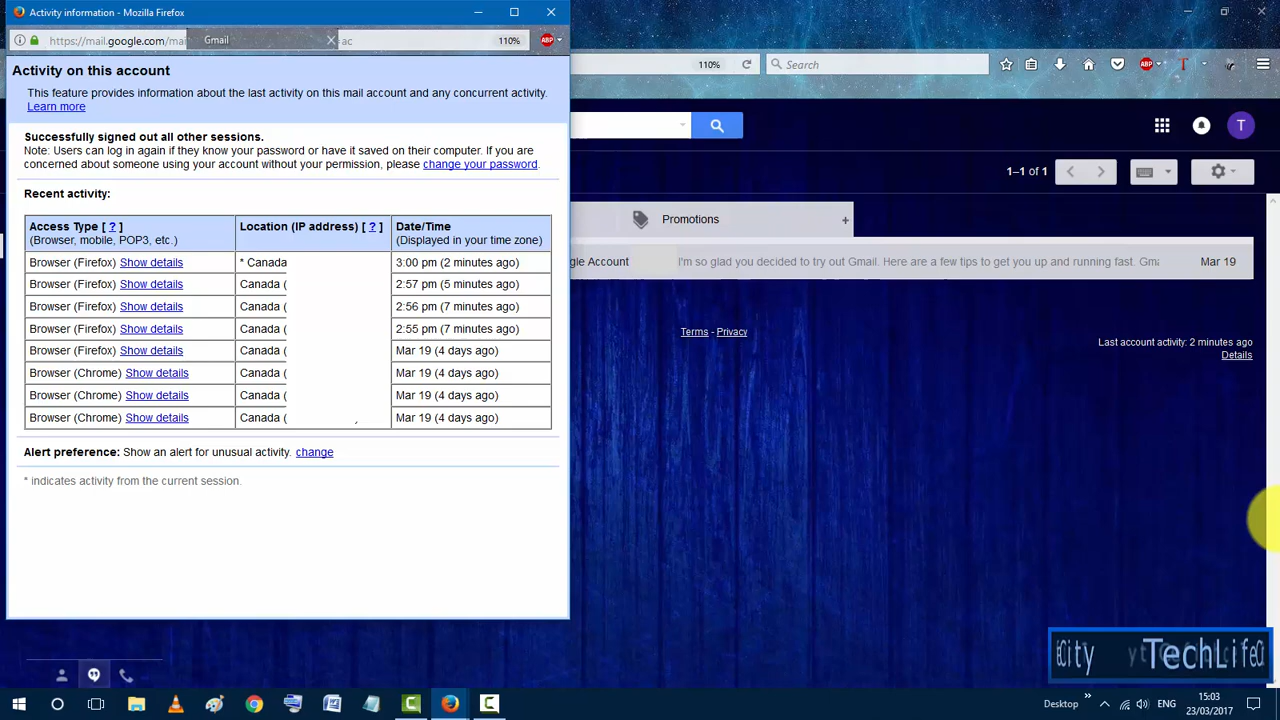 Activity information - Mozilla Firefox
https://mail.google.com/mai
Gmail
=ac
110%
ABP
110%
Search
ABP
Activity on this account
This feature provides information about the last activity on this mail account and any concurrent activity.
Learn more
Successfully signed out all other sessions.
Note: Users can log in again if they know your password or have it saved on their computer. If you are
concerned about someone using your account without your permission, please change your password.
Recent activity:
Access Type [ ? ]
(Browser, mobile, POP3, etc.)
Location (IP address) [ ? ]
Date/Time
(Displayed in your time zone)
Browser (Firefox) Show details * Canada 3:00 pm (2 minutes ago)
Browser (Firefox) Show details Canada ( 2:57 pm (5 minutes ago)
Browser (Firefox) Show details Canada ( 2:56 pm (7 minutes ago)
Browser (Firefox) Show details Canada ( 2:55 pm (7 minutes ago)
Browser (Firefox) Show details Canada ( Mar 19 (4 days ago)
Browser (Chrome) Show details Canada ( Mar 19 (4 days ago)
Browser (Chrome) Show details Canada ( Mar 19 (4 days ago)
Browser (Chrome) Show details Canada ( Mar 19 (4 days ago)
Alert preference: Show an alert for unusual activity. change
* indicates activity from the current session.
T
1–1 of 1
Promotions
+
gle Account I'm so glad you decided to try out Gmail. Here are a few tips to get you up and running fast. Gma Mar 19
Terms - Privacy
Last account activity: 2 minutes ago
Details
City TechLife
Desktop
ENG
15:03
23/03/2017